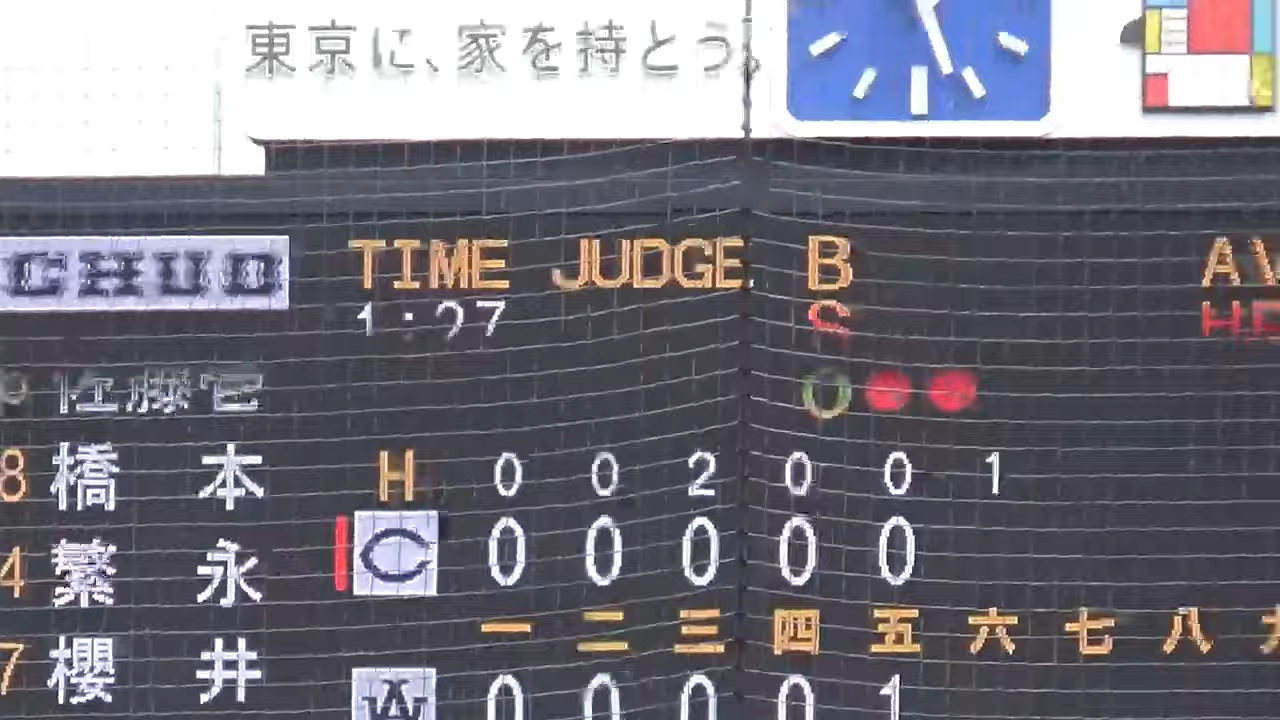 東京に、家を持とう。
CHUO
TIME JUDGE B
1:27 S
8 橋本 H 0 0 2 0 0 1
4 繁永 C 0 0 0 0 0
一 二 三 四 五 六 七 八
7 櫻井 W 0 0 0 0 1